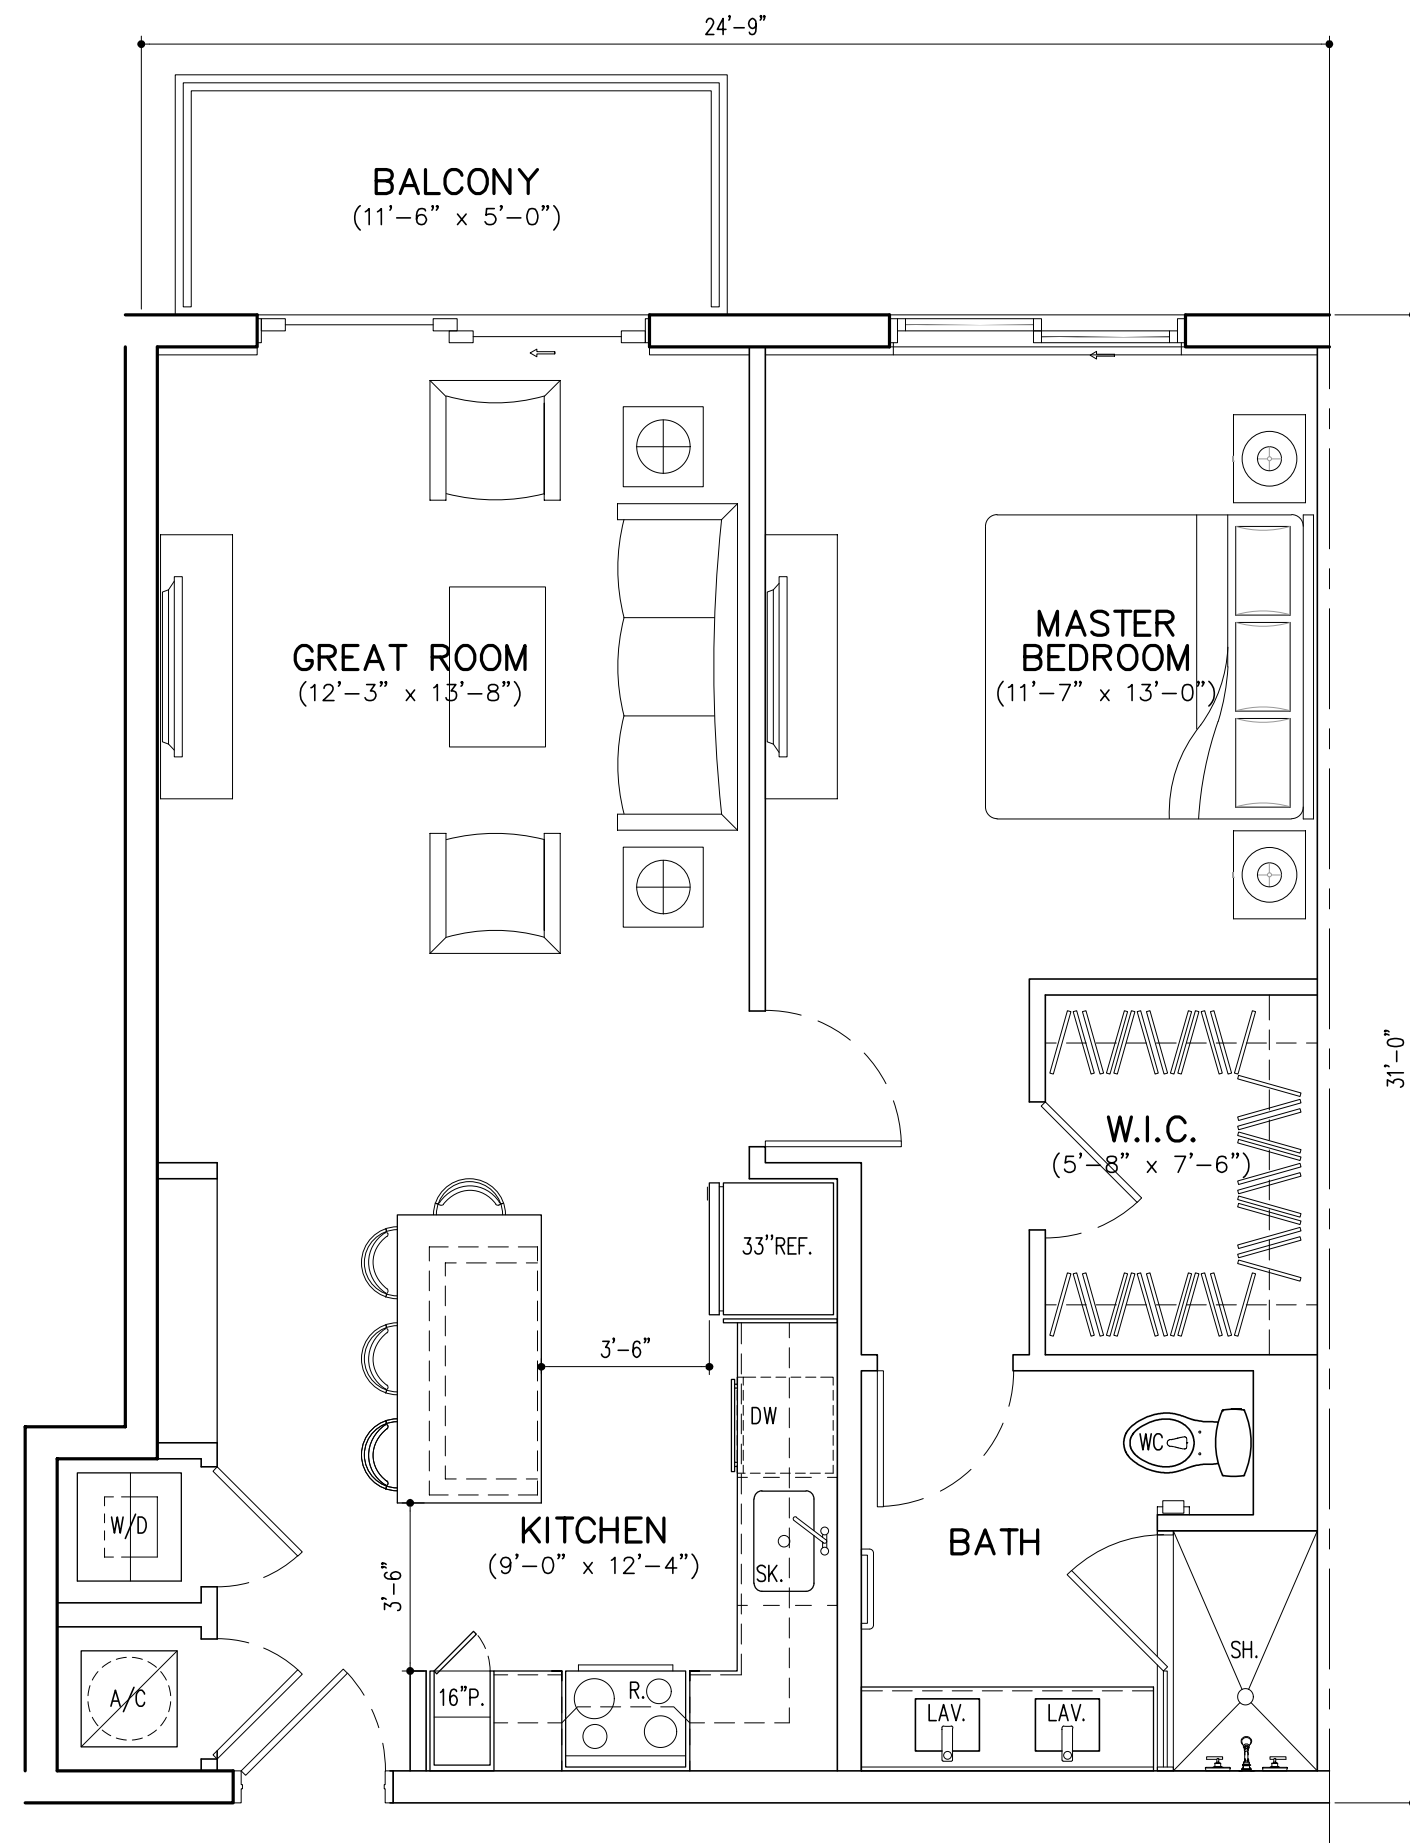 24'-9"
BALCONY
(11'-6" x 5'-0")
GREAT ROOM
(12'-3" x 13'-8")
MASTER
BEDROOM
(11'-7" x 13'-0")
31'-0"
W.I.C.
(5'-8" x 7'-6")
33"REF.
3'-6"
DW
WC
W/D
KITCHEN
(9'-0" x 12'-4")
BATH
SK.
3'-6"
SH.
A/C
16"P.
R.
LAV.
LAV.